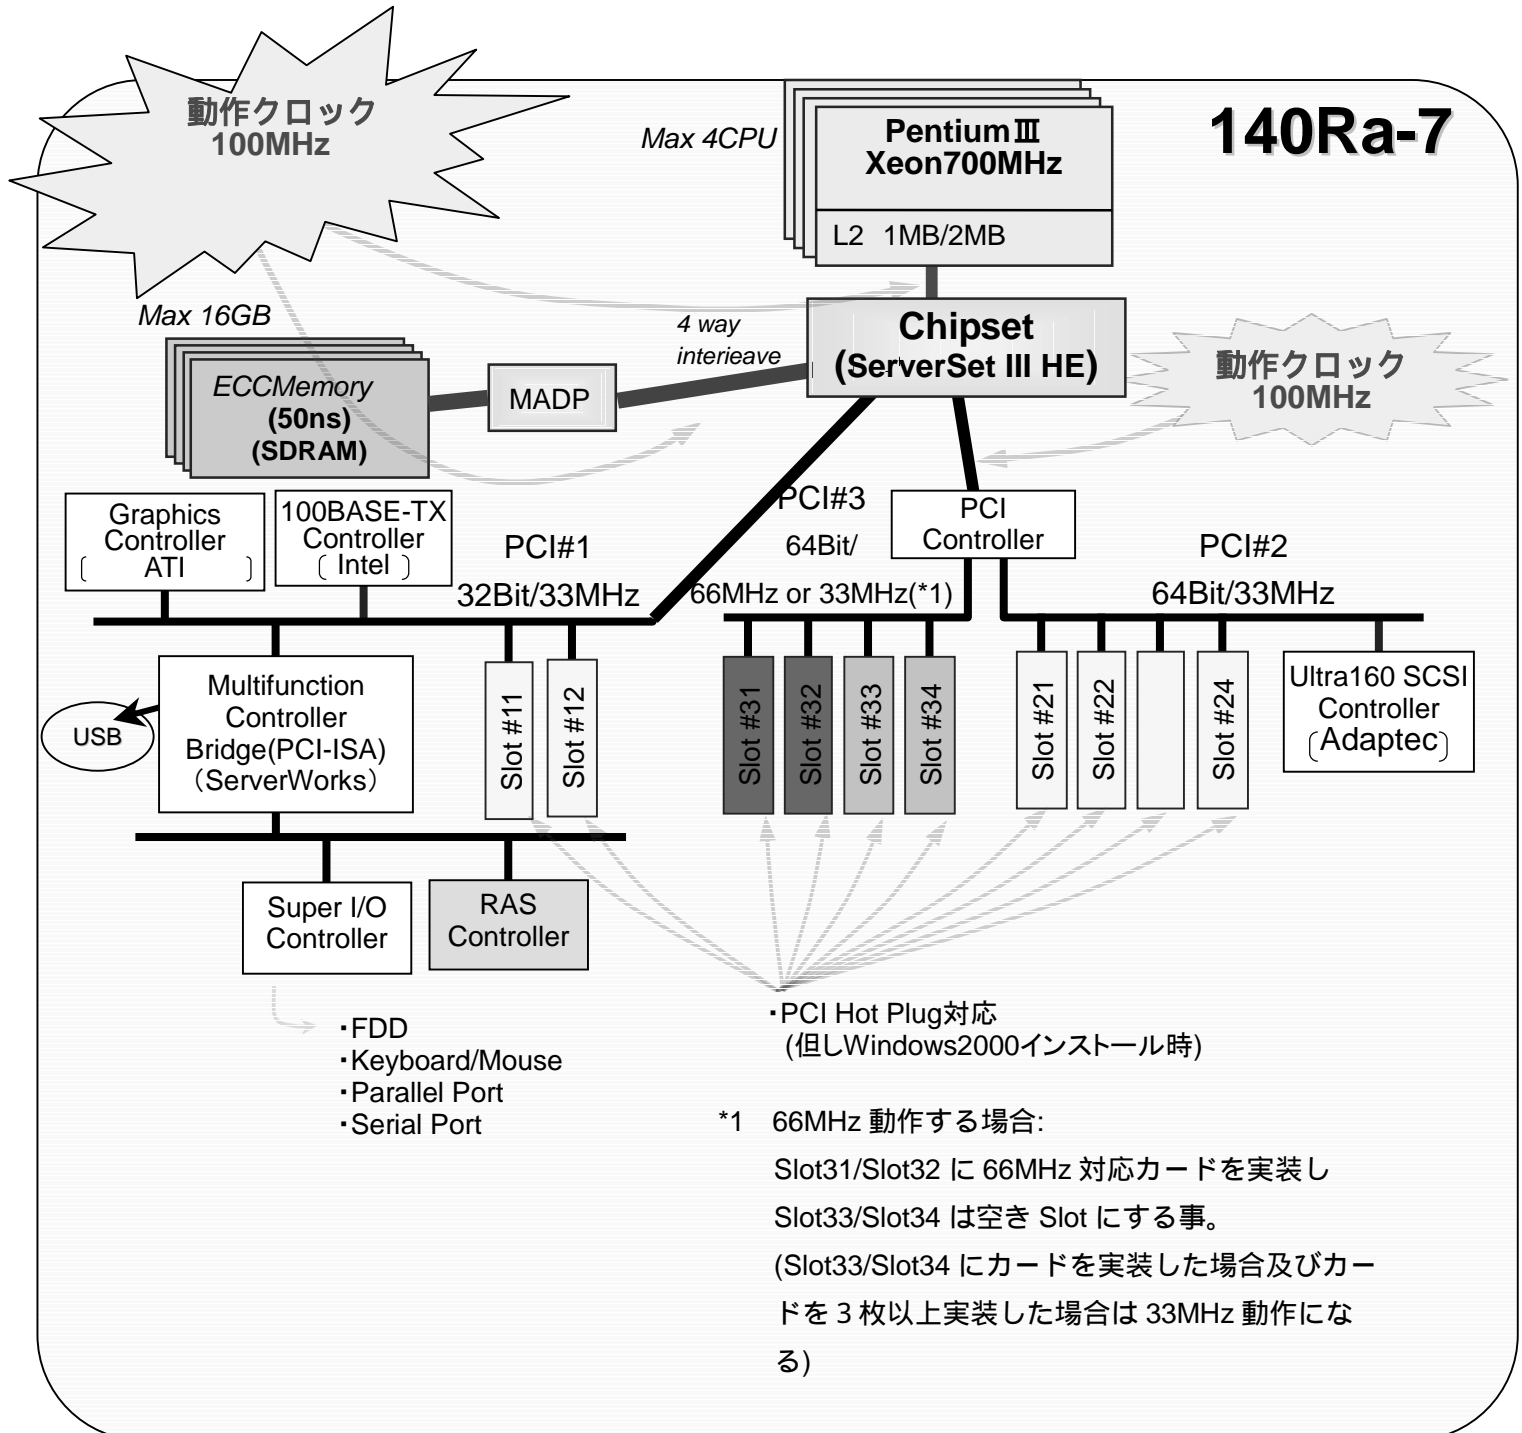 動作クロック
100MHz
140Ra-7
Max 4CPU
PentiumⅢ
Xeon700MHz
L2 1MB/2MB
Max 16GB
4 way
interieave
Chipset
(ServerSet III HE)
動作クロック
100MHz
ECCMemory
(50ns)
(SDRAM)
MADP
Graphics
Controller
[ ATI ]
100BASE-TX
Controller
[ Intel ]
PCI#1
32Bit/33MHz
PCI#3
64Bit/
66MHz or 33MHz(*1)
PCI
Controller
PCI#2
64Bit/33MHz
USB
Multifunction
Controller
Bridge(PCI-ISA)
（ServerWorks）
Slot #11
Slot #12
Slot #31
Slot #32
Slot #33
Slot #34
Slot #21
Slot #22
Slot #24
Ultra160 SCSI
Controller
[Adaptec]
Super I/O
Controller
RAS
Controller
・FDD
・Keyboard/Mouse
・Parallel Port
・Serial Port
・PCI Hot Plug対応
(但しWindows2000インストール時)
*1 66MHz 動作する場合:
Slot31/Slot32 に 66MHz 対応カードを実装し
Slot33/Slot34 は空き Slot にする事。
(Slot33/Slot34 にカードを実装した場合及びカー
ドを３枚以上実装した場合は 33MHz 動作にな
る)